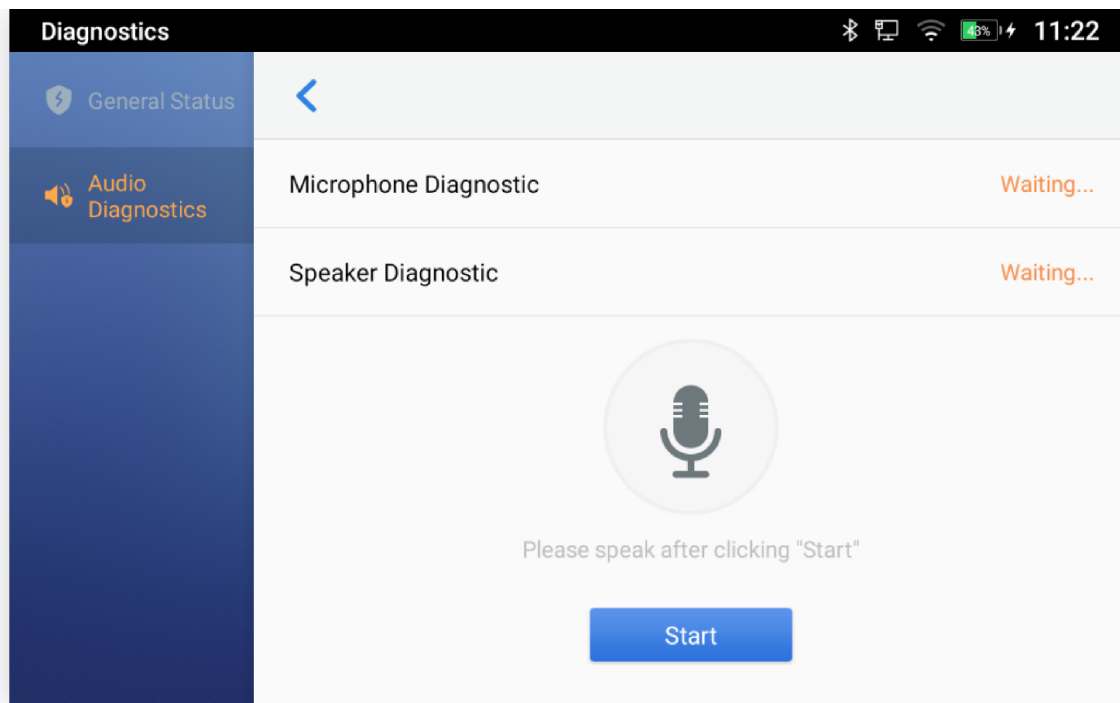 Diagnostics
43%
11:22
General Status
Audio
Diagnostics
Microphone Diagnostic
Waiting...
Speaker Diagnostic
Waiting...
Please speak after clicking "Start"
Start